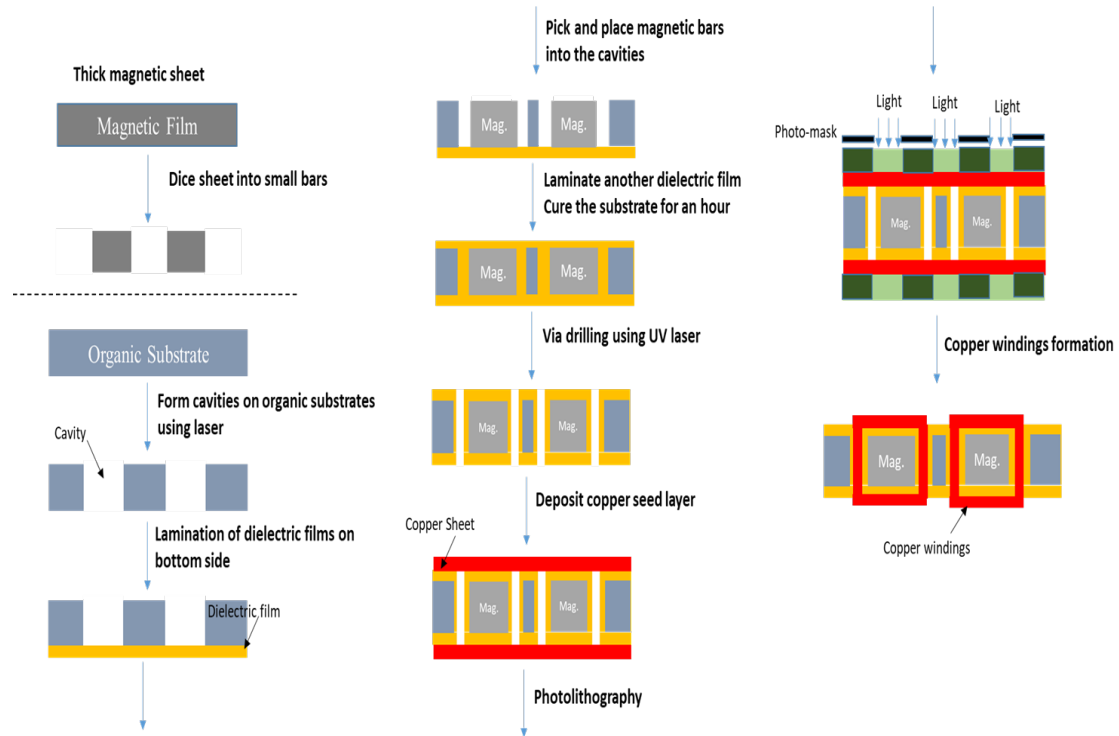 Thick magnetic sheet
Magnetic Film
Dice sheet into small bars
Organic Substrate
Form cavities on organic substrates
using laser
Cavity
Lamination of dielectric films on
bottom side
Dielectric film
Pick and place magnetic bars
into the cavities
Mag.
Mag.
Laminate another dielectric film
Cure the substrate for an hour
Mag.
Mag.
Via drilling using UV laser
Mag.
Mag.
Deposit copper seed layer
Copper Sheet
Mag.
Mag.
Photolithography
Light
Light
Light
Photo-mask
Mag.
Mag.
Copper windings formation
Mag.
Mag.
Copper windings